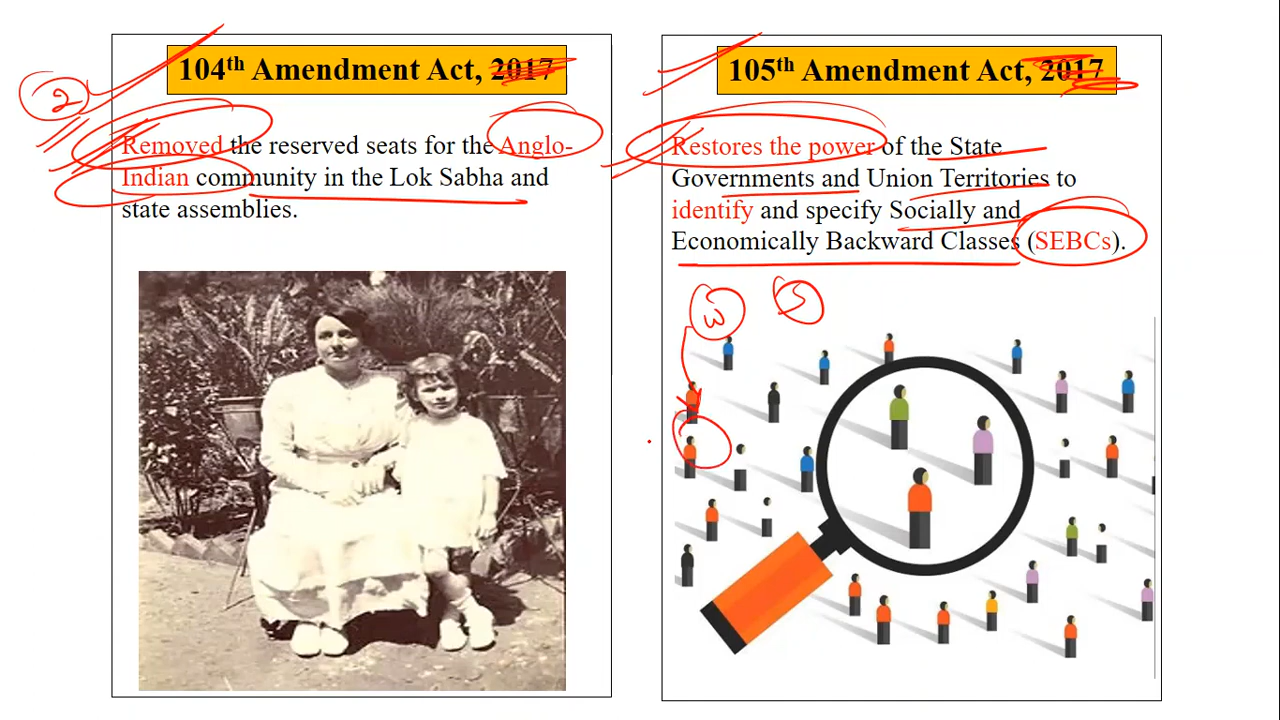 104th Amendment Act, 2017
2
Removed the reserved seats for the Anglo-
Indian community in the Lok Sabha and
state assemblies.
105th Amendment Act, 2017
Restores the power of the State
Governments and Union Territories to
identify and specify Socially and
Economically Backward Classes (SEBCs).